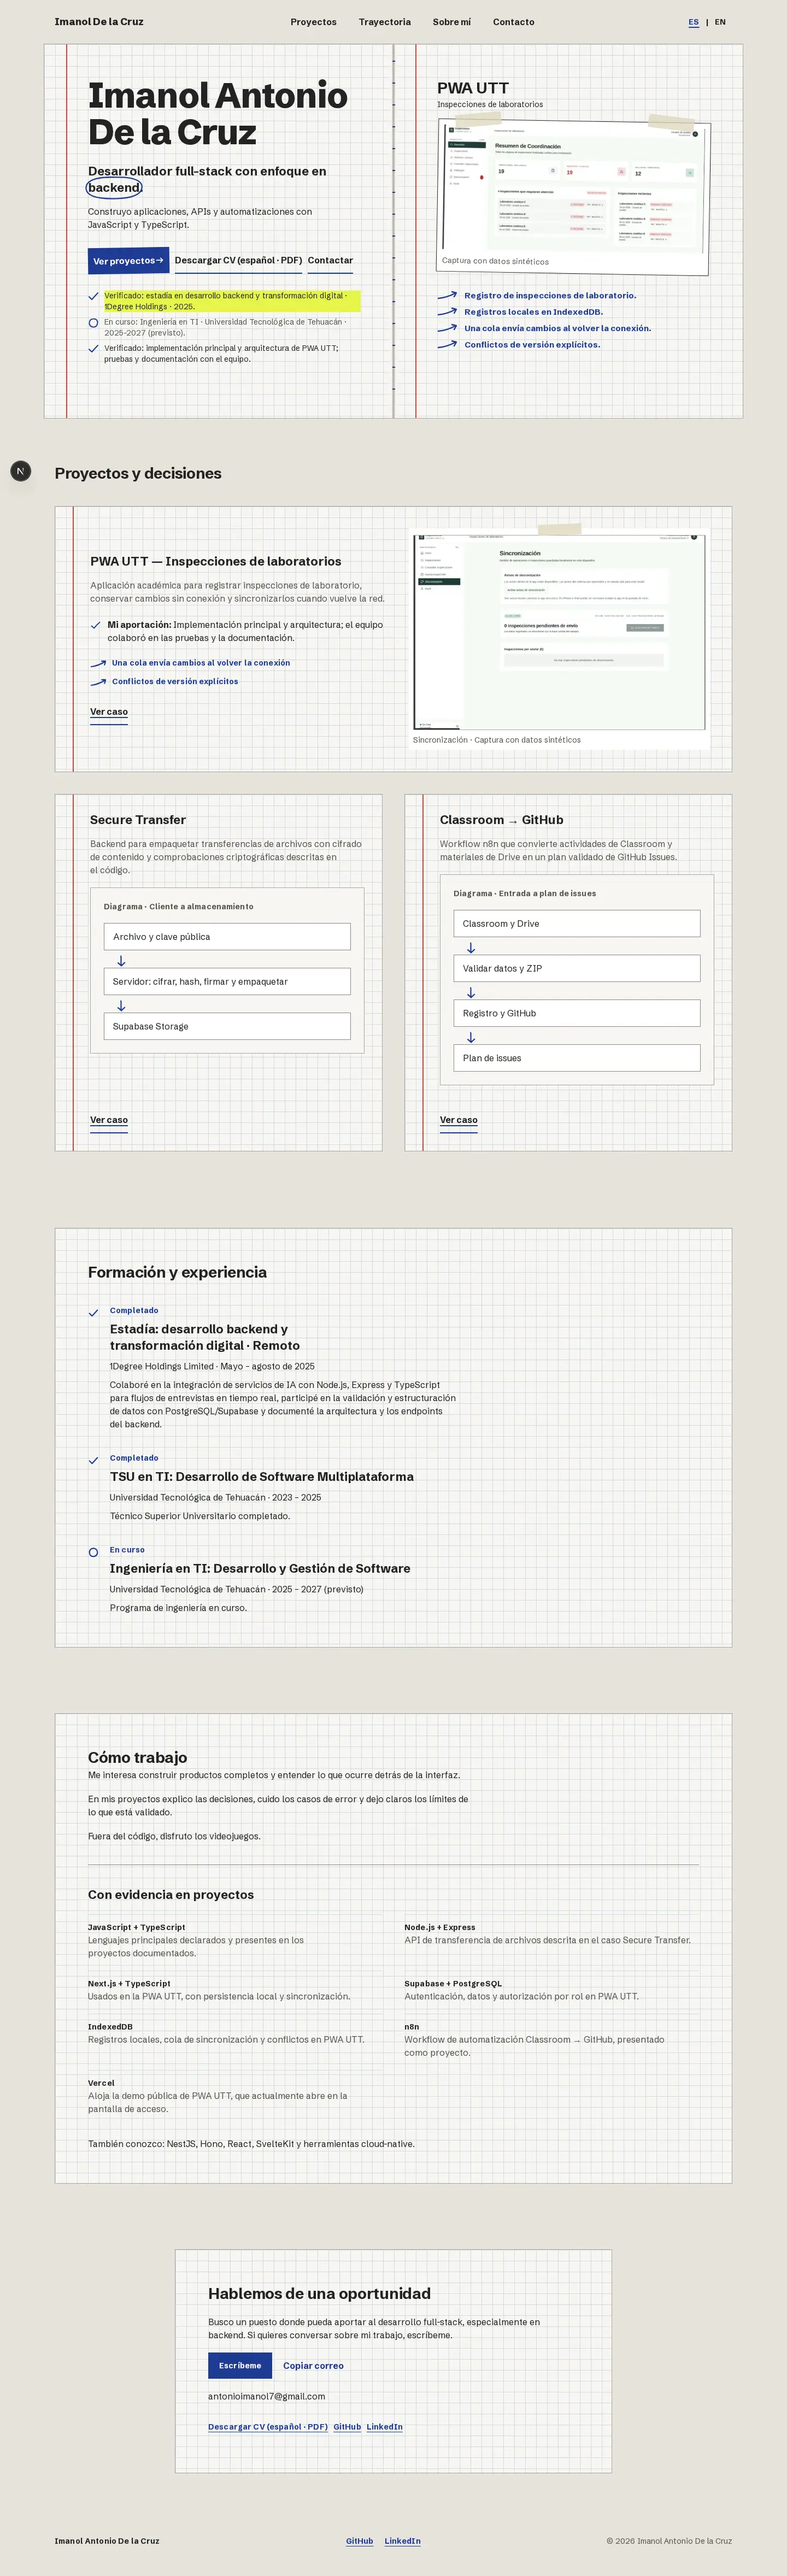 Imanol De la Cruz
Proyectos Trayectoria Sobre mí Contacto
ES | EN
Imanol Antonio
De la Cruz
Desarrollador full-stack con enfoque en
backend.
Construyo aplicaciones, APIs y automatizaciones con
JavaScript y TypeScript.
Ver proyectos→ Descargar CV (español · PDF) Contactar
Verificado: estadía en desarrollo backend y transformación digital ·
1Degree Holdings · 2025.
En curso: Ingeniería en TI · Universidad Tecnológica de Tehuacán ·
2025-2027 (previsto).
Verificado: implementación principal y arquitectura de PWA UTT;
pruebas y documentación con el equipo.
PWA UTT
Inspecciones de laboratorios
Resumen de Coordinación
19
19
12
Captura con datos sintéticos
Registro de inspecciones de laboratorio.
Registros locales en IndexedDB.
Una cola envía cambios al volver la conexión.
Conflictos de versión explícitos.
N
Proyectos y decisiones
PWA UTT — Inspecciones de laboratorios
Aplicación académica para registrar inspecciones de laboratorio,
conservar cambios sin conexión y sincronizarlos cuando vuelve la red.
Mi aportación: Implementación principal y arquitectura; el equipo
colaboró en las pruebas y la documentación.
Una cola envía cambios al volver la conexión
Conflictos de versión explícitos
Ver caso
Sincronización
Sincronización · Captura con datos sintéticos
Secure Transfer
Backend para empaquetar transferencias de archivos con cifrado
de contenido y comprobaciones criptográficas descritas en
el código.
Diagrama · Cliente a almacenamiento
Archivo y clave pública
↓
Servidor: cifrar, hash, firmar y empaquetar
↓
Supabase Storage
Ver caso
Classroom → GitHub
Workflow n8n que convierte actividades de Classroom y
materiales de Drive en un plan validado de GitHub Issues.
Diagrama · Entrada a plan de issues
Classroom y Drive
↓
Validar datos y ZIP
↓
Registro y GitHub
↓
Plan de issues
Ver caso
Formación y experiencia
Completado
Estadía: desarrollo backend y
transformación digital · Remoto
1Degree Holdings Limited · Mayo – agosto de 2025
Colaboré en la integración de servicios de IA con Node.js, Express y TypeScript
para flujos de entrevistas en tiempo real, participé en la validación y estructuración
de datos con PostgreSQL/Supabase y documenté la arquitectura y los endpoints
del backend.
Completado
TSU en TI: Desarrollo de Software Multiplataforma
Universidad Tecnológica de Tehuacán · 2023 – 2025
Técnico Superior Universitario completado.
En curso
Ingeniería en TI: Desarrollo y Gestión de Software
Universidad Tecnológica de Tehuacán · 2025 – 2027 (previsto)
Programa de ingeniería en curso.
Cómo trabajo
Me interesa construir productos completos y entender lo que ocurre detrás de la interfaz.
En mis proyectos explico las decisiones, cuido los casos de error y dejo claros los límites de
lo que está validado.
Fuera del código, disfruto los videojuegos.
Con evidencia en proyectos
JavaScript + TypeScript
Lenguajes principales declarados y presentes en los
proyectos documentados.
Node.js + Express
API de transferencia de archivos descrita en el caso Secure Transfer.
Next.js + TypeScript
Usados en la PWA UTT, con persistencia local y sincronización.
Supabase + PostgreSQL
Autenticación, datos y autorización por rol en PWA UTT.
IndexedDB
Registros locales, cola de sincronización y conflictos en PWA UTT.
n8n
Workflow de automatización Classroom → GitHub, presentado
como proyecto.
Vercel
Aloja la demo pública de PWA UTT, que actualmente abre en la
pantalla de acceso.
También conozco: NestJS, Hono, React, SvelteKit y herramientas cloud-native.
Hablemos de una oportunidad
Busco un puesto donde pueda aportar al desarrollo full-stack, especialmente en
backend. Si quieres conversar sobre mi trabajo, escríbeme.
Escríbeme Copiar correo
antonioimanol7@gmail.com
Descargar CV (español · PDF) GitHub LinkedIn
Imanol Antonio De la Cruz
GitHub LinkedIn
© 2026 Imanol Antonio De la Cruz